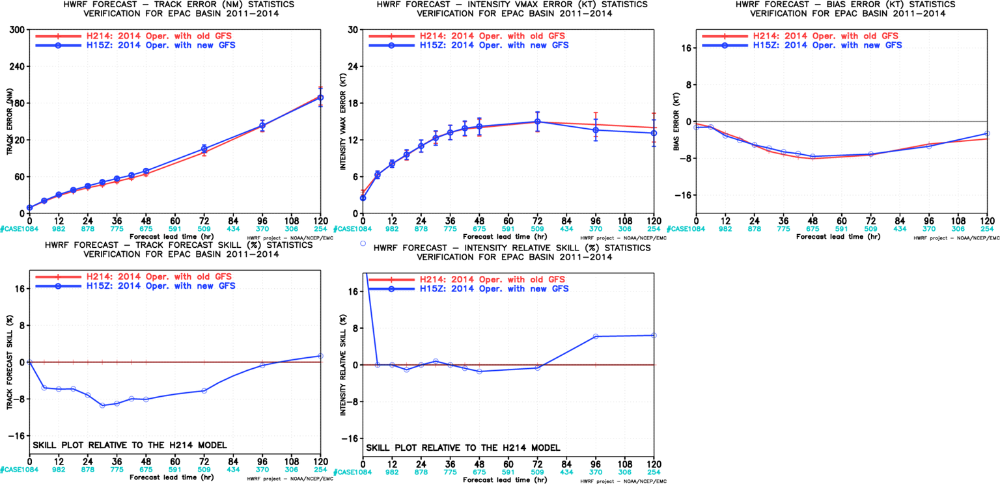 HWRF FORECAST – TRACK ERROR (NM) STATISTICS
VERIFICATION FOR EPAC BASIN 2011–2014
H214: 2014 Oper. with old GFS
H15Z: 2014 Oper. with new GFS
TRACK ERROR (NM)
300
240
180
120
60
0
0 12 24 36 48 60 72 84 96 108 120
#CASE1084 982 878 775 675 591 509 434 370 306 254
Forecast lead time (hr)
HWRF project – NOAA/NCEP/EMC
HWRF FORECAST – INTENSITY VMAX ERROR (KT) STATISTICS
VERIFICATION FOR EPAC BASIN 2011–2014
H214: 2014 Oper. with old GFS
H15Z: 2014 Oper. with new GFS
INTENSITY VMAX ERROR (KT)
30
24
18
12
6
0
0 12 24 36 48 60 72 84 96 108 120
#CASE1084 982 878 775 675 591 509 434 370 306 254
Forecast lead time (hr)
HWRF project – NOAA/NCEP/EMC
HWRF FORECAST – BIAS ERROR (KT) STATISTICS
VERIFICATION FOR EPAC BASIN 2011–2014
H214: 2014 Oper. with old GFS
H15Z: 2014 Oper. with new GFS
BIAS ERROR (KT)
16
8
0
–8
–16
0 12 24 36 48 60 72 84 96 108 120
#CASE1084 982 878 775 675 591 509 434 370 306 254
Forecast lead time (hr)
HWRF project – NOAA/NCEP/EMC
HWRF FORECAST – TRACK FORECAST SKILL (%) STATISTICS
VERIFICATION FOR EPAC BASIN 2011–2014
H214: 2014 Oper. with old GFS
H15Z: 2014 Oper. with new GFS
TRACK FORECAST SKILL (%)
16
8
0
–8
–16
SKILL PLOT RELATIVE TO THE H214 MODEL
0 12 24 36 48 60 72 84 96 108 120
#CASE1084 982 878 775 675 591 509 434 370 306 254
Forecast lead time (hr)
HWRF project – NOAA/NCEP/EMC
HWRF FORECAST – INTENSITY RELATIVE SKILL (%) STATISTICS
VERIFICATION FOR EPAC BASIN 2011–2014
H214: 2014 Oper. with old GFS
H15Z: 2014 Oper. with new GFS
INTENSITY RELATIVE SKILL (%)
16
8
0
–8
–16
SKILL PLOT RELATIVE TO THE H214 MODEL
0 12 24 36 48 60 72 84 96 108 120
#CASE1084 982 878 775 675 591 509 434 370 306 254
Forecast lead time (hr)
HWRF project – NOAA/NCEP/EMC